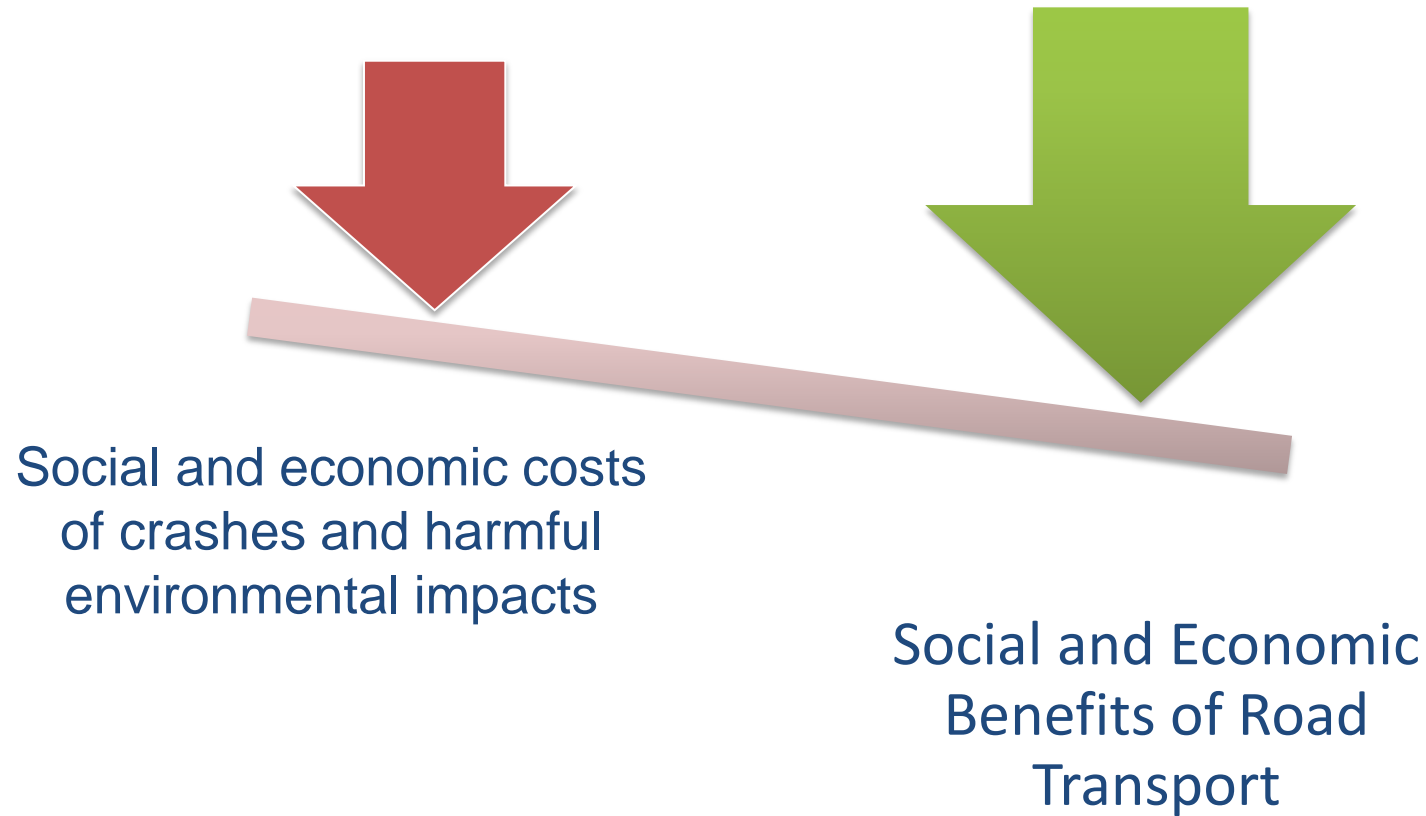 Social and economic costs
of crashes and harmful
environmental impacts
Social and Economic
Benefits of Road
Transport